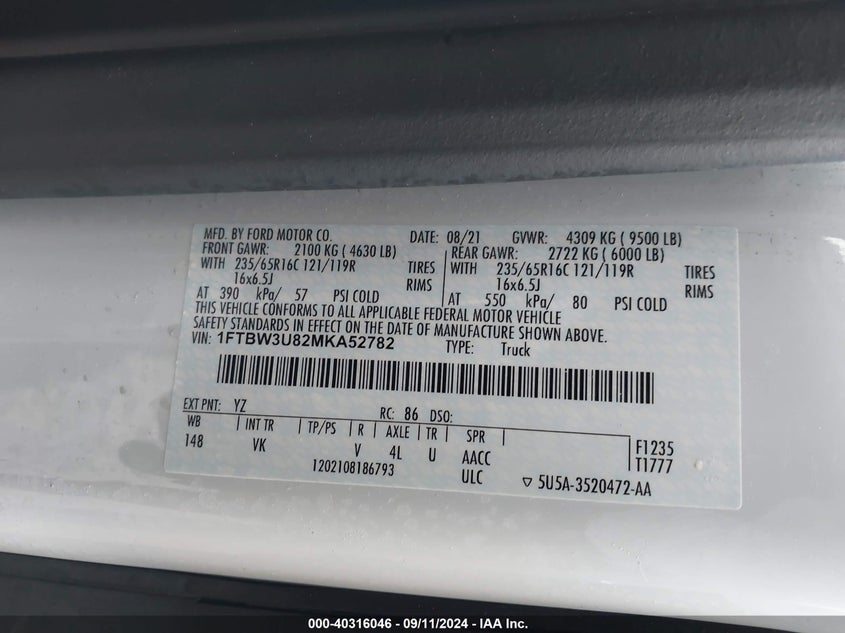 MFD. BY FORD MOTOR CO. DATE: 08/21 GVWR: 4309 KG ( 9500 LB)
FRONT GAWR: 2100 KG ( 4630 LB) REAR GAWR: 2722 KG ( 6000 LB)
WITH 235/65R16C 121/119R TIRES WITH 235/65R16C 121/119R TIRES
16x6.5J RIMS 16x6.5J RIMS
AT 390 kPa/ 57 PSI COLD AT 550 kPa/ 80 PSI COLD
THIS VEHICLE CONFORMS TO ALL APPLICABLE FEDERAL MOTOR VEHICLE
SAFETY STANDARDS IN EFFECT ON THE DATE OF MANUFACTURE SHOWN ABOVE.
VIN: 1FTBW3U82MKA52782 TYPE: Truck
EXT PNT: YZ RC: 86 DSO:
WB | INT TR | TP/PS | R | AXLE | TR | SPR | F1235
148 VK V 4L U AACC T1777
1202108186793 ULC ▽ 5U5A-3520472-AA
000-40316046 - 09/11/2024 - IAA, Inc.